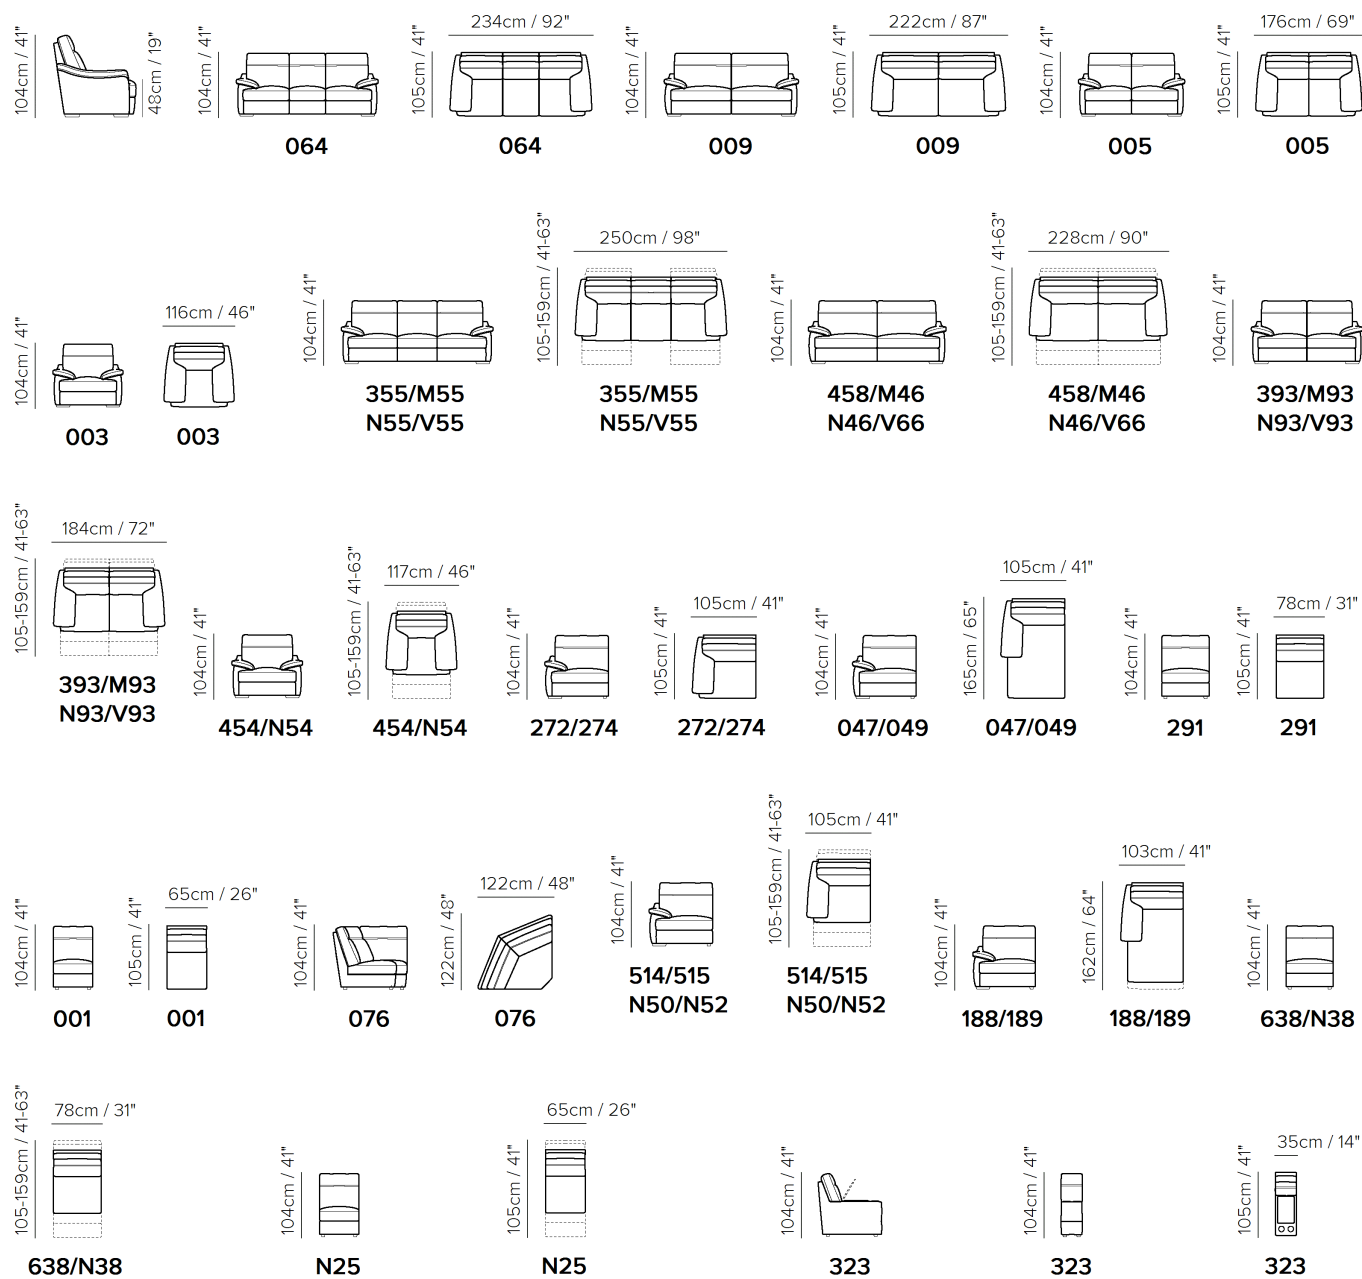 104cm / 41"
48cm / 19"
104cm / 41"
064
105cm / 41"
234cm / 92"
064
104cm / 41"
009
105cm / 41"
222cm / 87"
009
104cm / 41"
005
105cm / 41"
176cm / 69"
005
104cm / 41"
003
116cm / 46"
003
104cm / 41"
355/M55
N55/V55
105-159cm / 41-63"
250cm / 98"
355/M55
N55/V55
104cm / 41"
458/M46
N46/V66
105-159cm / 41-63"
228cm / 90"
458/M46
N46/V66
104cm / 41"
393/M93
N93/V93
105-159cm / 41-63"
184cm / 72"
393/M93
N93/V93
104cm / 41"
454/N54
105-159cm / 41-63"
117cm / 46"
454/N54
104cm / 41"
272/274
105cm / 41"
105cm / 41"
272/274
104cm / 41"
047/049
165cm / 65"
105cm / 41"
047/049
104cm / 41"
291
105cm / 41"
78cm / 31"
291
104cm / 41"
001
105cm / 41"
65cm / 26"
001
104cm / 41"
076
122cm / 48"
122cm / 48"
076
104cm / 41"
514/515
N50/N52
105-159cm / 41-63"
105cm / 41"
514/515
N50/N52
104cm / 41"
188/189
162cm / 64"
103cm / 41"
188/189
104cm / 41"
638/N38
105-159cm / 41-63"
78cm / 31"
638/N38
104cm / 41"
N25
105cm / 41"
65cm / 26"
N25
104cm / 41"
323
104cm / 41"
323
105cm / 41"
35cm / 14"
323